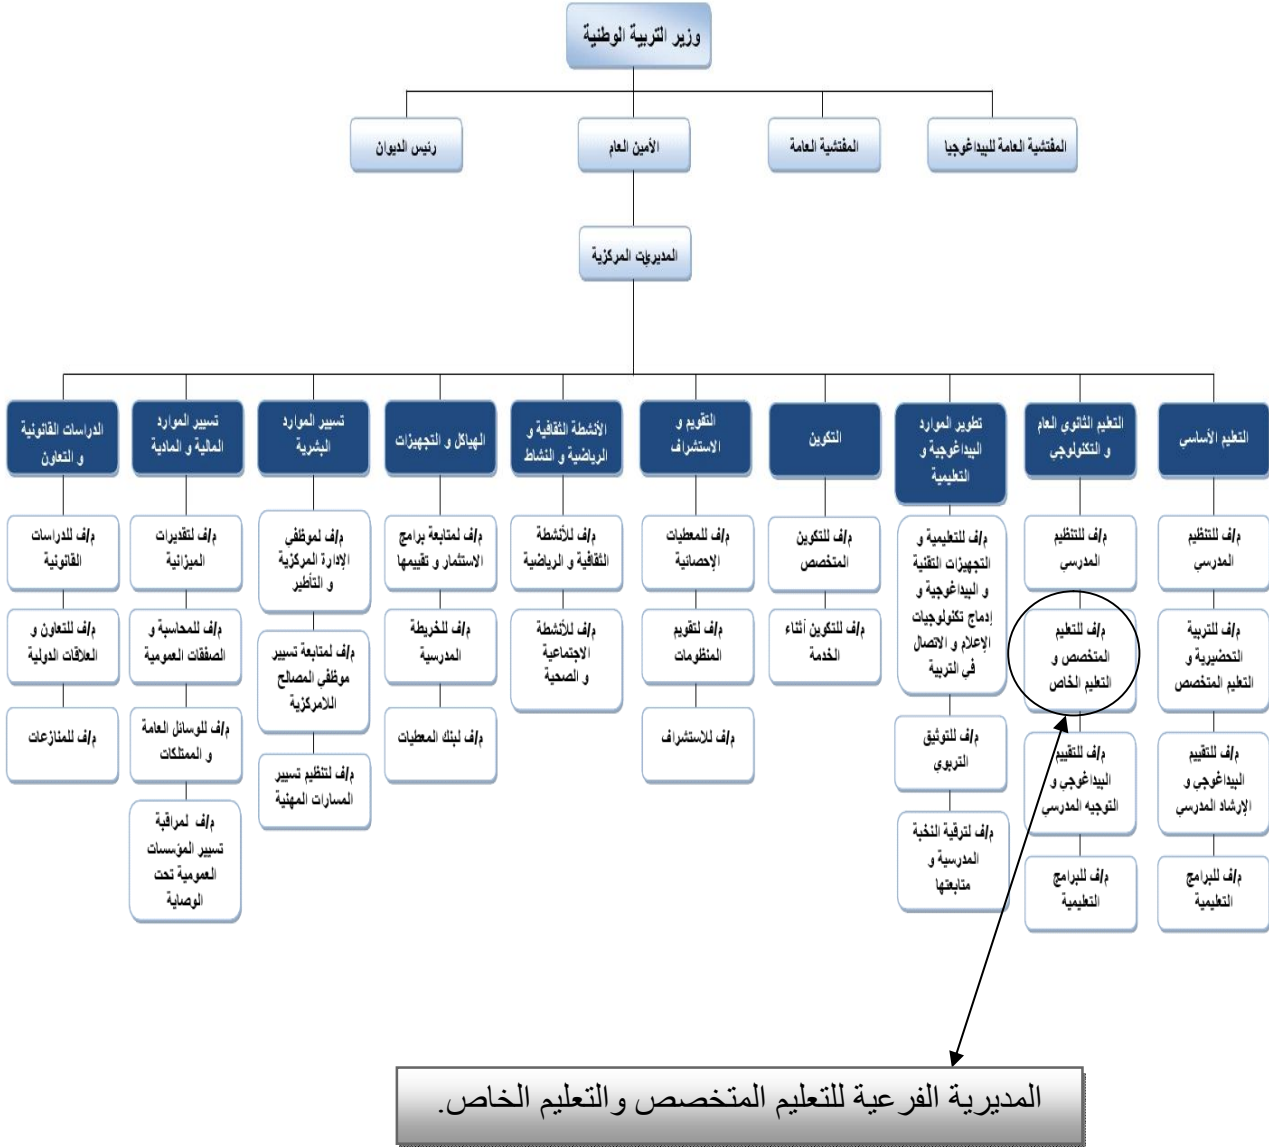 وزير التربية الوطنية
المفتشية العامة للبيداغوجيا
المفتشية العامة
الأمين العام
رئيس الديوان
المديريات المركزية
التعليم الأساسي
م/ف للتنظيم
المدرسي
م/ف للتربية
التحضيرية و
التعليم المتخصص
م/ف للتقييم
البيداغوجي و
الإرشاد المدرسي
م/ف للبرامج
التعليمية
التعليم الثانوي العام
و التكنولوجي
م/ف للتنظيم
المدرسي
م/ف للتعليم
المتخصص و
التعليم الخاص
م/ف للتقييم
البيداغوجي و
التوجيه المدرسي
م/ف للبرامج
التعليمية
تطوير الموارد
البيداغوجية و
التعليمية
م/ف للتعليمية و
التجهيزات التقنية
و البيداغوجية و
إدماج تكنولوجيات
الإعلام و الاتصال
في التربية
م/ف للتوثيق
التربوي
م/ف لترقية النخبة
المدرسية و
متابعتها
التكوين
م/ف للتكوين
المتخصص
م/ف للتكوين أثناء
الخدمة
التقويم و
الاستشراف
م/ف للمعطيات
الإحصائية
م/ف لتقويم
المنظومات
م/ف للاستشراف
الأنشطة الثقافية و
الرياضية و النشاط
م/ف للأنشطة
الثقافية و الرياضية
م/ف للأنشطة
الاجتماعية
و الصحية
الهياكل و التجهيزات
م/ف لمتابعة برامج
الاستثمار و تقييمها
م/ف للخريطة
المدرسية
م/ف لبنك المعطيات
تسيير الموارد
البشرية
م/ف لموظفي
الإدارة المركزية
و التأطير
م/ف لمتابعة تسيير
موظفي المصالح
اللامركزية
م/ف لتنظيم تسيير
المسارات المهنية
تسيير الموارد
المالية و المادية
م/ف لتقديرات
الميزانية
م/ف للمحاسبة و
الصفقات العمومية
م/ف للوسائل العامة
و الممتلكات
م/ف لمراقبة
تسيير المؤسسات
العمومية تحت
الوصاية
الدراسات القانونية
و التعاون
م/ف للدراسات
القانونية
م/ف للتعاون و
العلاقات الدولية
م/ف للمنازعات
المديرية الفرعية للتعليم المتخصص والتعليم الخاص.